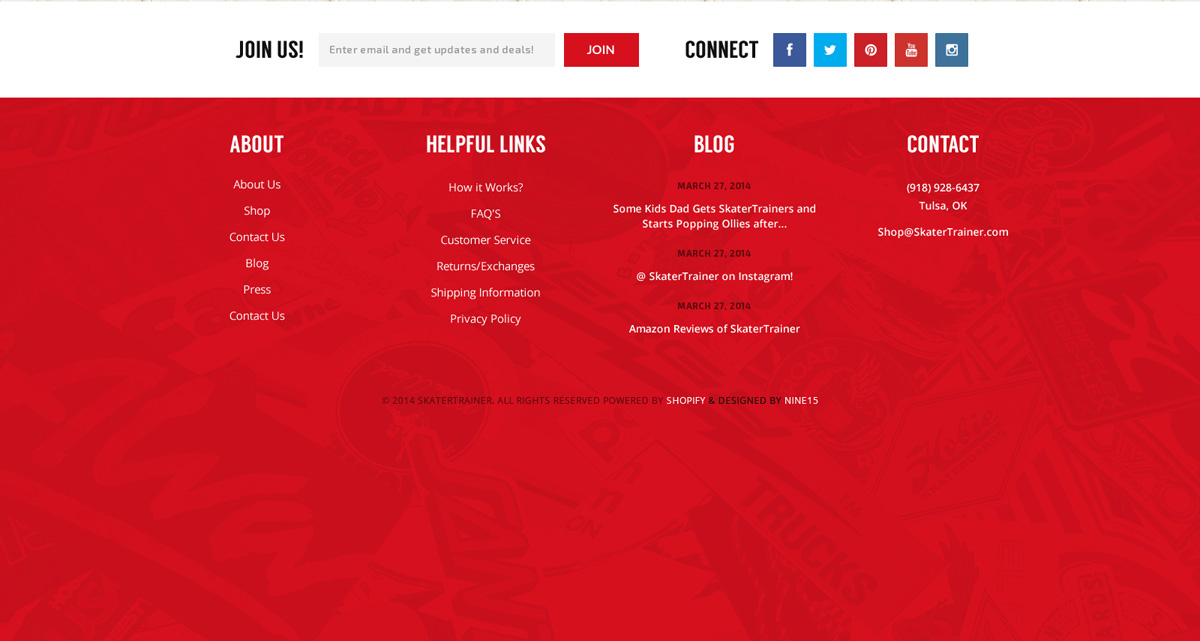 JOIN US!
Enter email and get updates and deals!
JOIN
CONNECT
You
Tube
ABOUT
About Us
Shop
Contact Us
Blog
Press
Contact Us
HELPFUL LINKS
How it Works?
FAQ'S
Customer Service
Returns/Exchanges
Shipping Information
Privacy Policy
BLOG
MARCH 27, 2014
Some Kids Dad Gets SkaterTrainers and
Starts Popping Ollies after...
MARCH 27, 2014
@ SkaterTrainer on Instagram!
MARCH 27, 2014
Amazon Reviews of SkaterTrainer
CONTACT
(918) 928-6437
Tulsa, OK
Shop@SkaterTrainer.com
© 2014 SKATERTRAINER. ALL RIGHTS RESERVED POWERED BY SHOPIFY & DESIGNED BY NINE15
TRUCKS